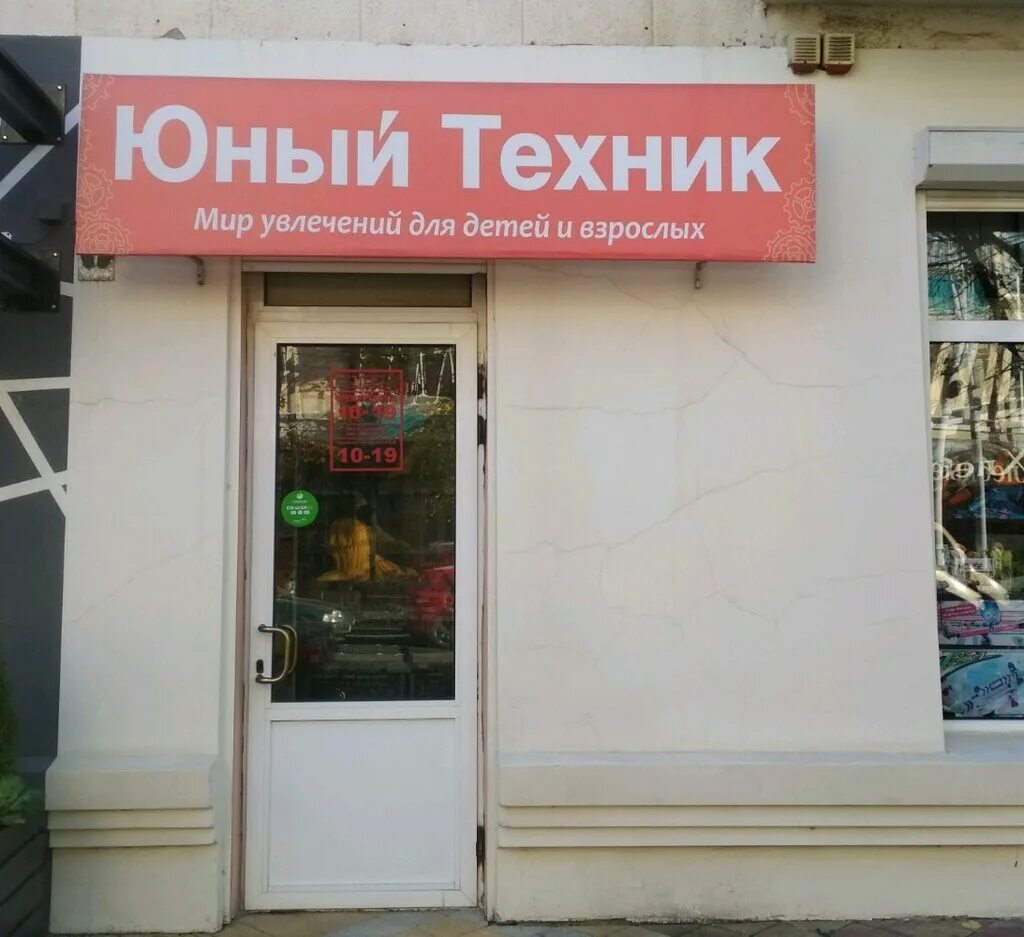 Юный Техник
Мир увлечений для детей и взрослых
10-19
10-19